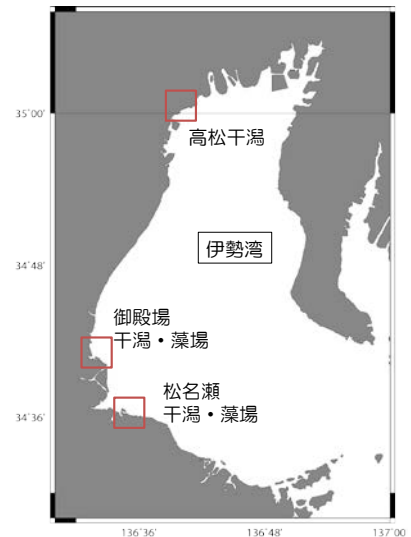 35°00'
高松干潟
伊勢湾
34°48'
御殿場
干潟・藻場
松名瀬
干潟・藻場
34°36'
136°36'
136°48'
137°00'